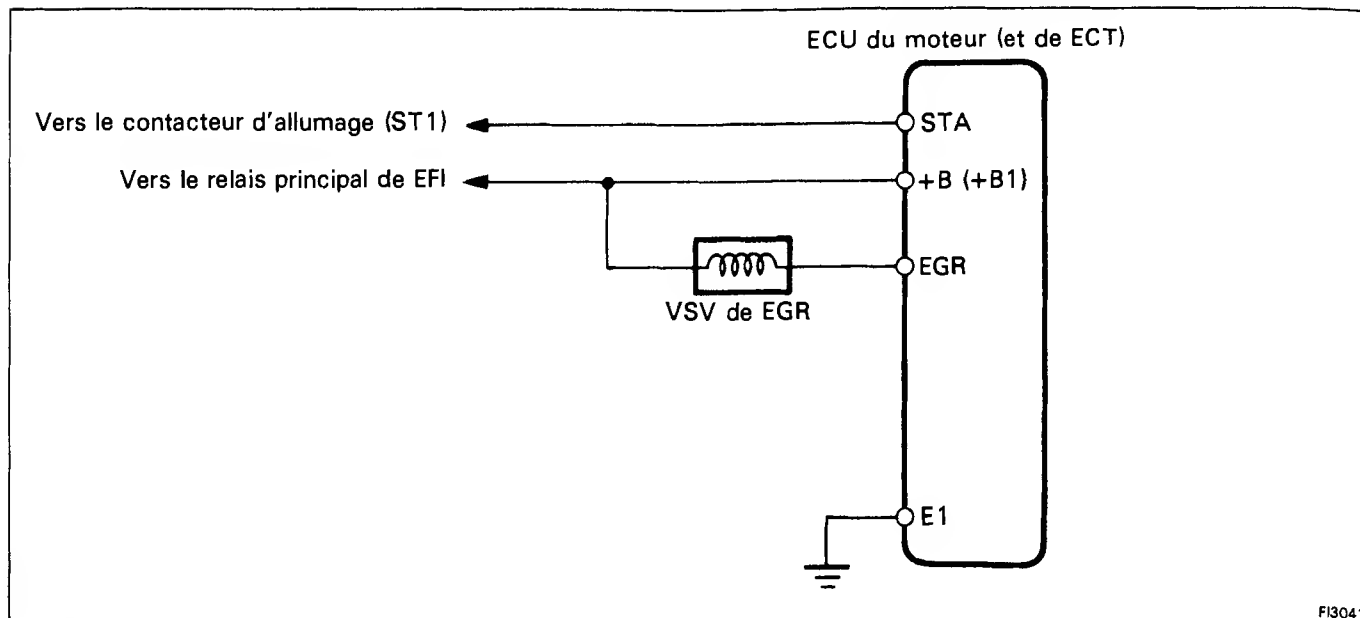 ECU du moteur (et de ECT)
Vers le contacteur d'allumage (ST1)
STA
Vers le relais principal de EFI
+B (+B1)
EGR
VSV de EGR
E1
FI3041